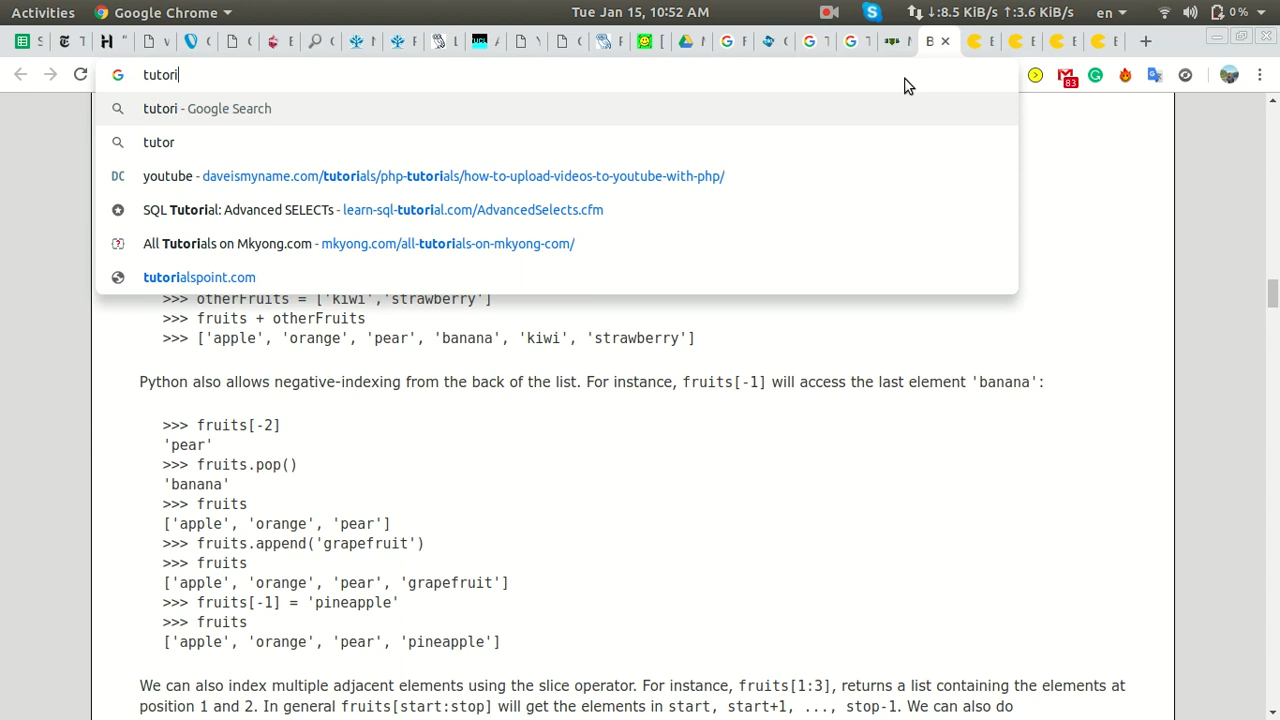 Activities Google Chrome Tue Jan 15, 10:52 AM ↓:8.5 KiB/s ↑:3.6 KiB/s en 0 %
S T H V C C E C N F L UCL A Y C F [ M F C T T M B E E E E
tutori 83
tutori - Google Search
tutor
DC youtube - daveismyname.com/tutorials/php-tutorials/how-to-upload-videos-to-youtube-with-php/
SQL Tutorial: Advanced SELECTs - learn-sql-tutorial.com/AdvancedSelects.cfm
All Tutorials on Mkyong.com - mkyong.com/all-tutorials-on-mkyong-com/
tutorialspoint.com
>>> otherFruits = ['kiwi','strawberry']
>>> fruits + otherFruits
>>> ['apple', 'orange', 'pear', 'banana', 'kiwi', 'strawberry']
Python also allows negative-indexing from the back of the list. For instance, fruits[-1] will access the last element 'banana':
>>> fruits[-2]
'pear'
>>> fruits.pop()
'banana'
>>> fruits
['apple', 'orange', 'pear']
>>> fruits.append('grapefruit')
>>> fruits
['apple', 'orange', 'pear', 'grapefruit']
>>> fruits[-1] = 'pineapple'
>>> fruits
['apple', 'orange', 'pear', 'pineapple']
We can also index multiple adjacent elements using the slice operator. For instance, fruits[1:3], returns a list containing the elements at
position 1 and 2. In general fruits[start:stop] will get the elements in start, start+1, ..., stop-1. We can also do